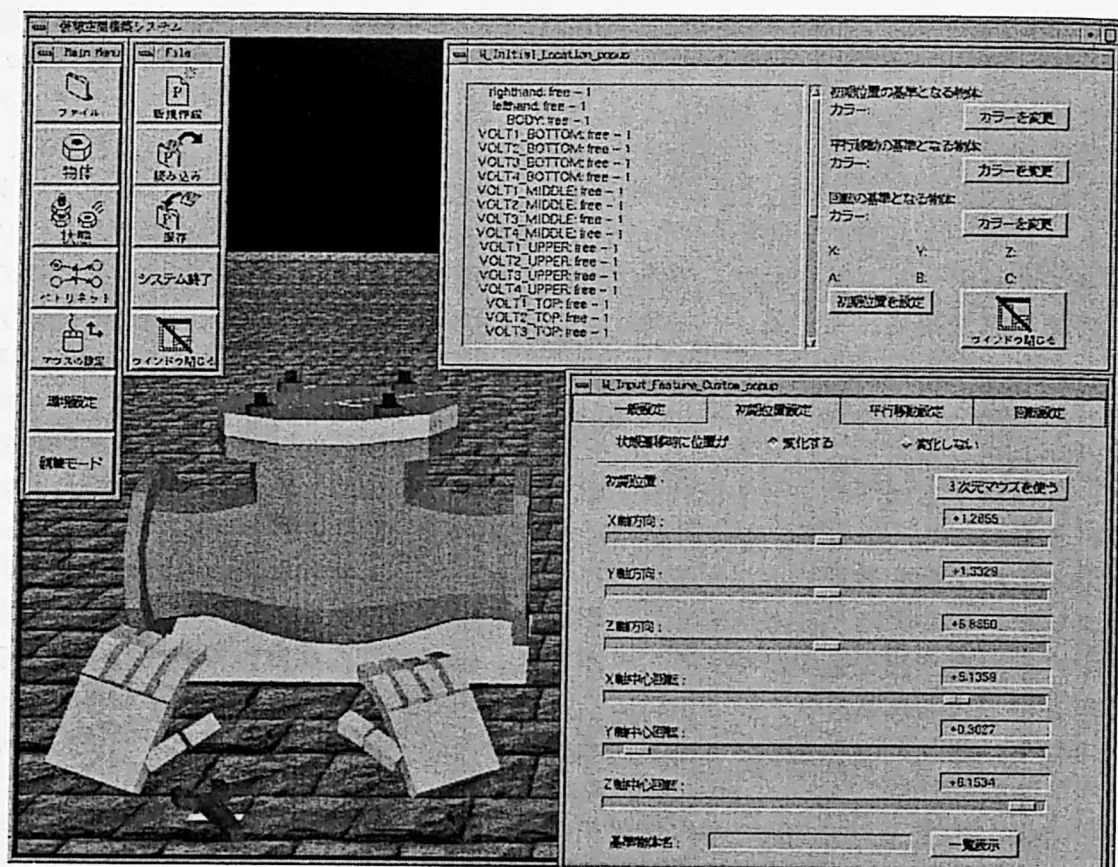 仮想空間構築システム
Main Menu
ファイル
物体
状態
ペトリネット
マウスの設定
環境設定
訓練モード
File
新規作成
読み込み
保存
システム終了
ウインドウ閉じる
W_Initial_Location_popup
righthand: free - 1
lefthand: free - 1
BODY: free - 1
VOLT1_BOTTOM: free - 1
VOLT2_BOTTOM: free - 1
VOLT3_BOTTOM: free - 1
VOLT4_BOTTOM: free - 1
VOLT1_MIDDLE: free - 1
VOLT2_MIDDLE: free - 1
VOLT3_MIDDLE: free - 1
VOLT4_MIDDLE: free - 1
VOLT1_UPPER: free - 1
VOLT2_UPPER: free - 1
VOLT3_UPPER: free - 1
VOLT4_UPPER: free - 1
VOLT1_TOP: free - 1
VOLT2_TOP: free - 1
VOLT3_TOP: free - 1
初期位置の基準となる物体:
カラー:
カラーを変更
平行移動の基準となる物体:
カラー:
カラーを変更
回転の基準となる物体:
カラー:
カラーを変更
X: Y: Z:
A: B: C:
初期位置を設定
ウインドウ閉じる
W_Input_Feature_Custom_popup
一般設定 初期位置設定 平行移動設定 回転設定
状態遷移時に位置が 変化する 変化しない
初期位置:
3次元マウスを使う
X軸方向: +1.2855
Y軸方向: +1.3329
Z軸方向:
X軸中心回転: +5.1359
Y軸中心回転: +0.3027
Z軸中心回転: +6.1534
基準物体名: 一覧表示